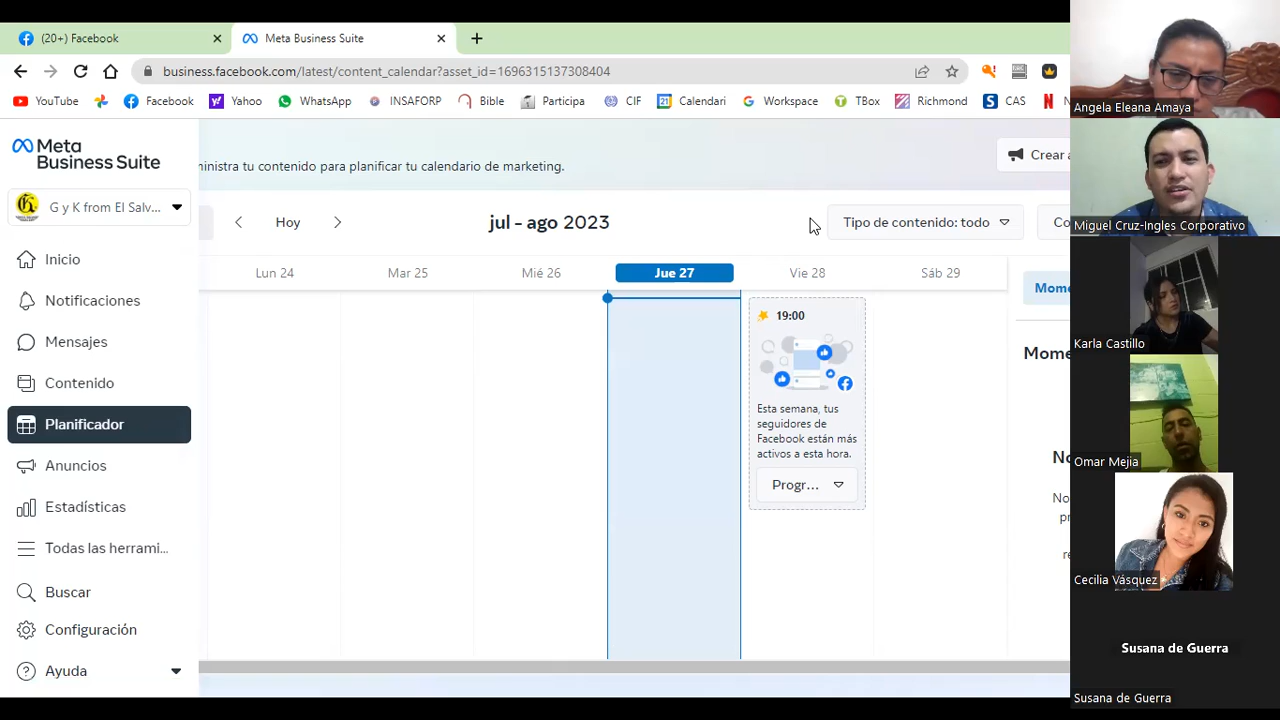 (20+) Facebook
Meta Business Suite
business.facebook.com/latest/content_calendar?asset_id=1696315137308404
YouTube
Facebook
Yahoo
WhatsApp
INSAFORP
Bible
Participa
CIF
Calendari
Workspace
TBox
Richmond
CAS
Meta
Business Suite
ministra tu contenido para planificar tu calendario de marketing.
Crear a
G y K from El Salv...
Hoy
jul - ago 2023
Tipo de contenido: todo
Co
Lun 24
Mar 25
Mié 26
Jue 27
Vie 28
Sáb 29
Inicio
Notificaciones
Mensajes
Contenido
Planificador
Anuncios
Estadísticas
Todas las herrami...
Buscar
Configuración
Ayuda
19:00
Esta semana, tus
seguidores de
Facebook están más
activos a esta hora.
Progr...
Mome
Mome
No
No
pr
re
Angela Eleana Amaya
Miguel Cruz-Ingles Corporativo
Karla Castillo
Omar Mejia
Cecilia Vásquez
Susana de Guerra
Susana de Guerra